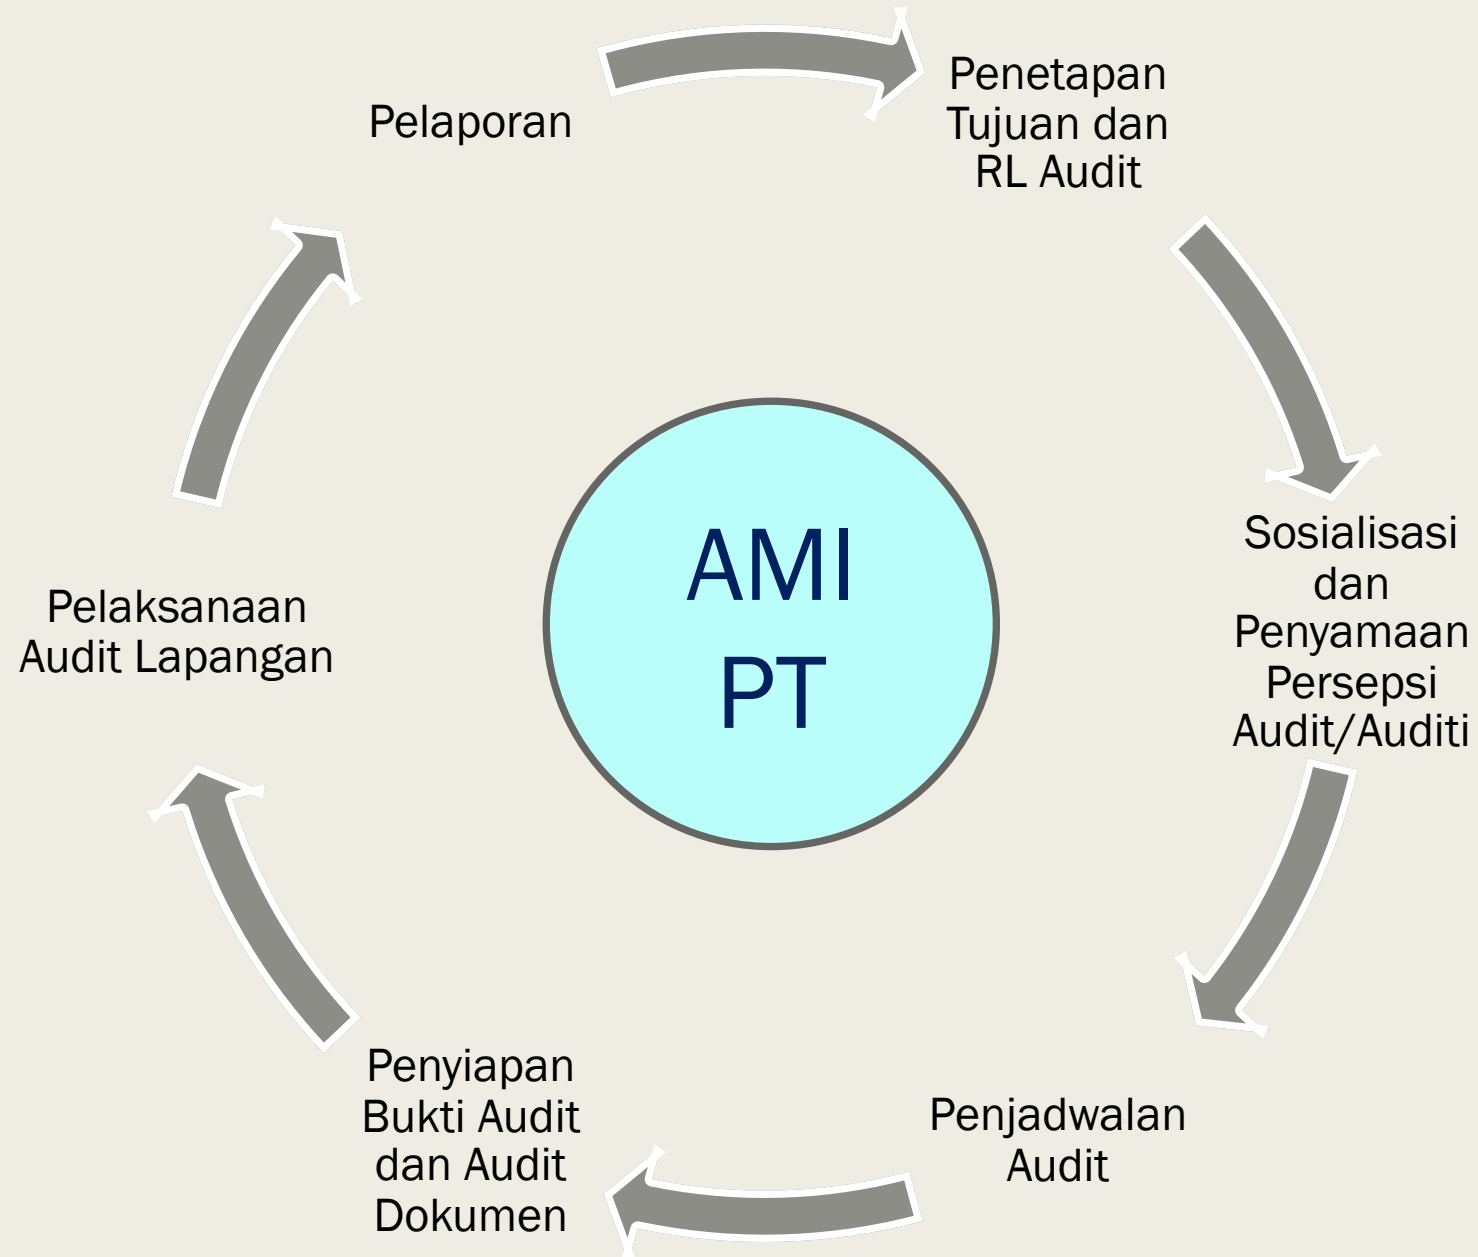 Pelaporan
Penetapan
Tujuan dan
RL Audit
Sosialisasi
dan
Penyamaan
Persepsi
Audit/Auditi
Penjadwalan
Audit
Penyiapan
Bukti Audit
dan Audit
Dokumen
Pelaksanaan
Audit Lapangan
AMI
PT